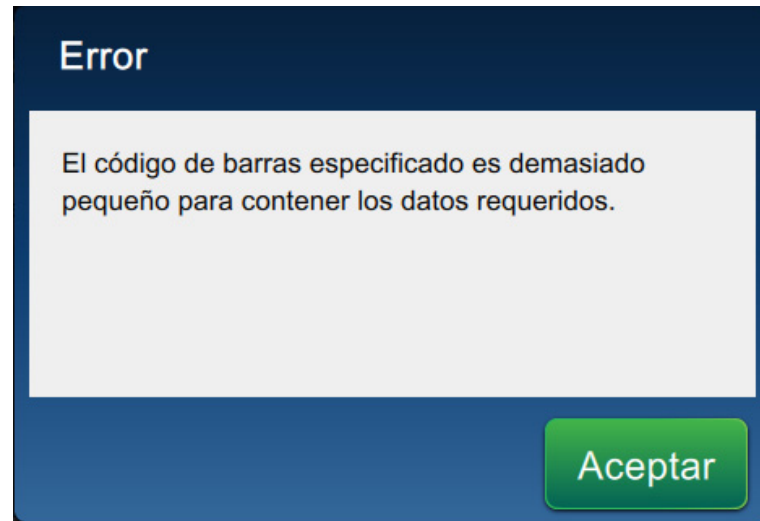 Error
El código de barras especificado es demasiado
pequeño para contener los datos requeridos.
Aceptar